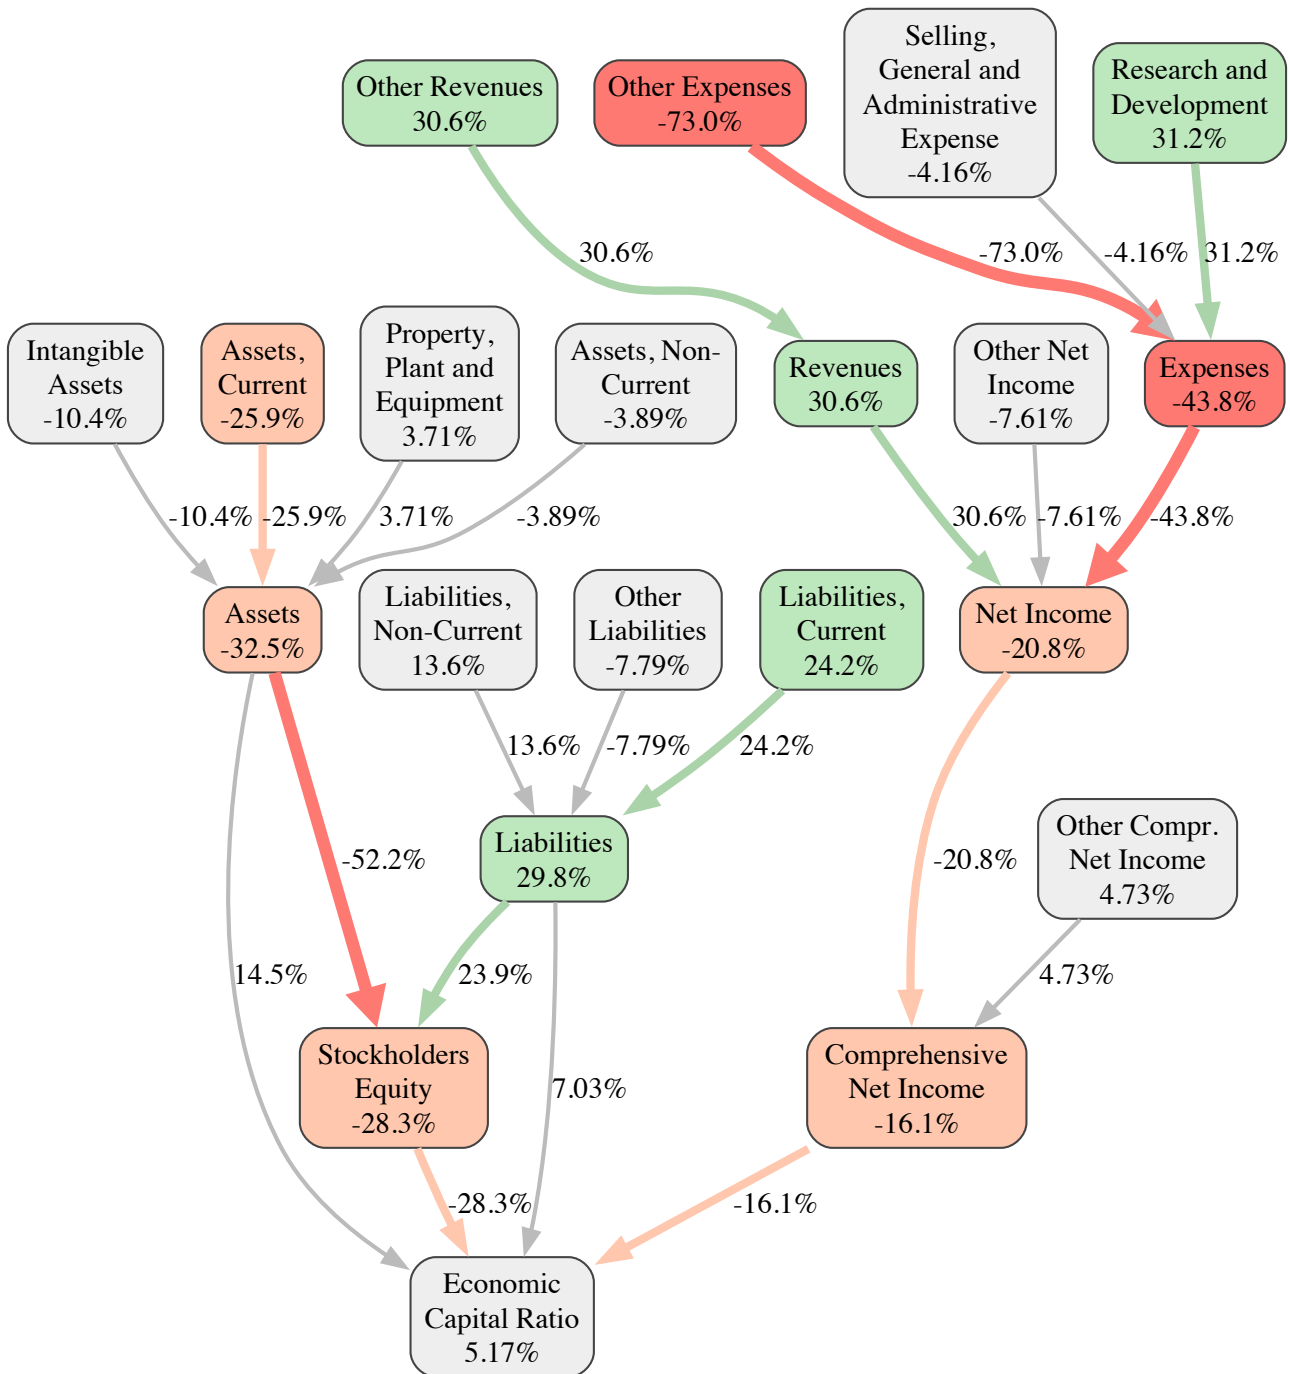 Selling,
General and
Administrative
Expense
-4.16%
Research and
Development
31.2%
Other Revenues
30.6%
Other Expenses
-73.0%
30.6%
-73.0%
-4.16%
31.2%
Intangible
Assets
-10.4%
Assets,
Current
-25.9%
Property,
Plant and
Equipment
3.71%
Assets, Non-
Current
-3.89%
Revenues
30.6%
Other Net
Income
-7.61%
Expenses
-43.8%
-10.4%
-25.9%
3.71%
-3.89%
30.6%
-7.61%
-43.8%
Assets
-32.5%
Liabilities,
Non-Current
13.6%
Other
Liabilities
-7.79%
Liabilities,
Current
24.2%
Net Income
-20.8%
13.6%
-7.79%
24.2%
-52.2%
Liabilities
29.8%
-20.8%
Other Compr.
Net Income
4.73%
14.5%
23.9%
4.73%
Stockholders
Equity
-28.3%
7.03%
Comprehensive
Net Income
-16.1%
-28.3%
-16.1%
Economic
Capital Ratio
5.17%